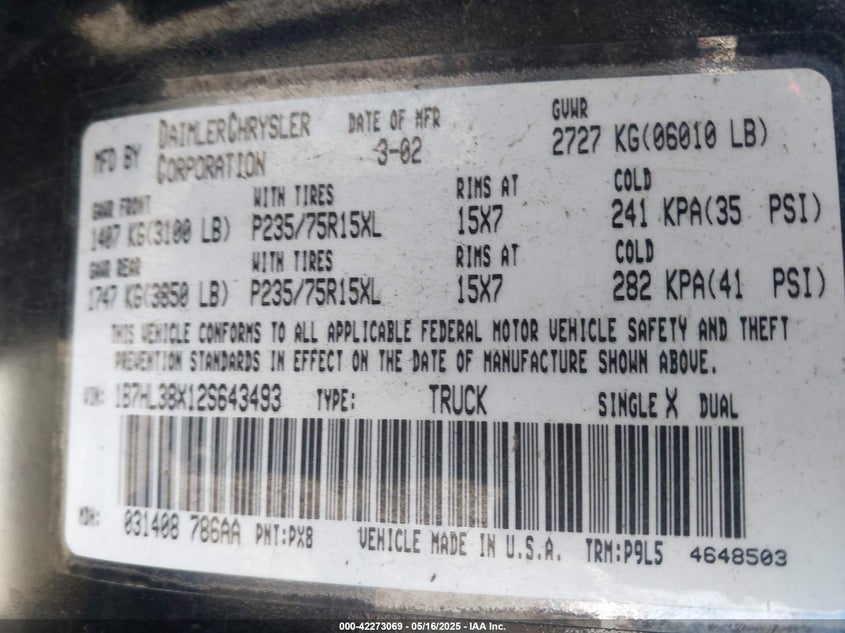 MFD BY DAIMLERCHRYSLER CORPORATION DATE OF MFR 3-02 GVWR 2727 KG(06010 LB)
GAWR FRONT WITH TIRES RIMS AT COLD
1407 KG(3100 LB) P235/75R15XL 15X7 241 KPA(35 PSI)
GAWR REAR WITH TIRES RIMS AT COLD
1747 KG(3850 LB) P235/75R15XL 15X7 282 KPA(41 PSI)
THIS VEHICLE CONFORMS TO ALL APPLICABLE FEDERAL MOTOR VEHICLE SAFETY AND THEFT
PREVENTION STANDARDS IN EFFECT ON THE DATE OF MANUFACTURE SHOWN ABOVE.
VIN: 1B7HL38X12S643493 TYPE: TRUCK SINGLE X DUAL
MDH: 031408 786AA PNT:PX8 VEHICLE MADE IN U.S.A. TRM:P9L5 4648503
000-42273069 - 05/16/2025 - IAA Inc.